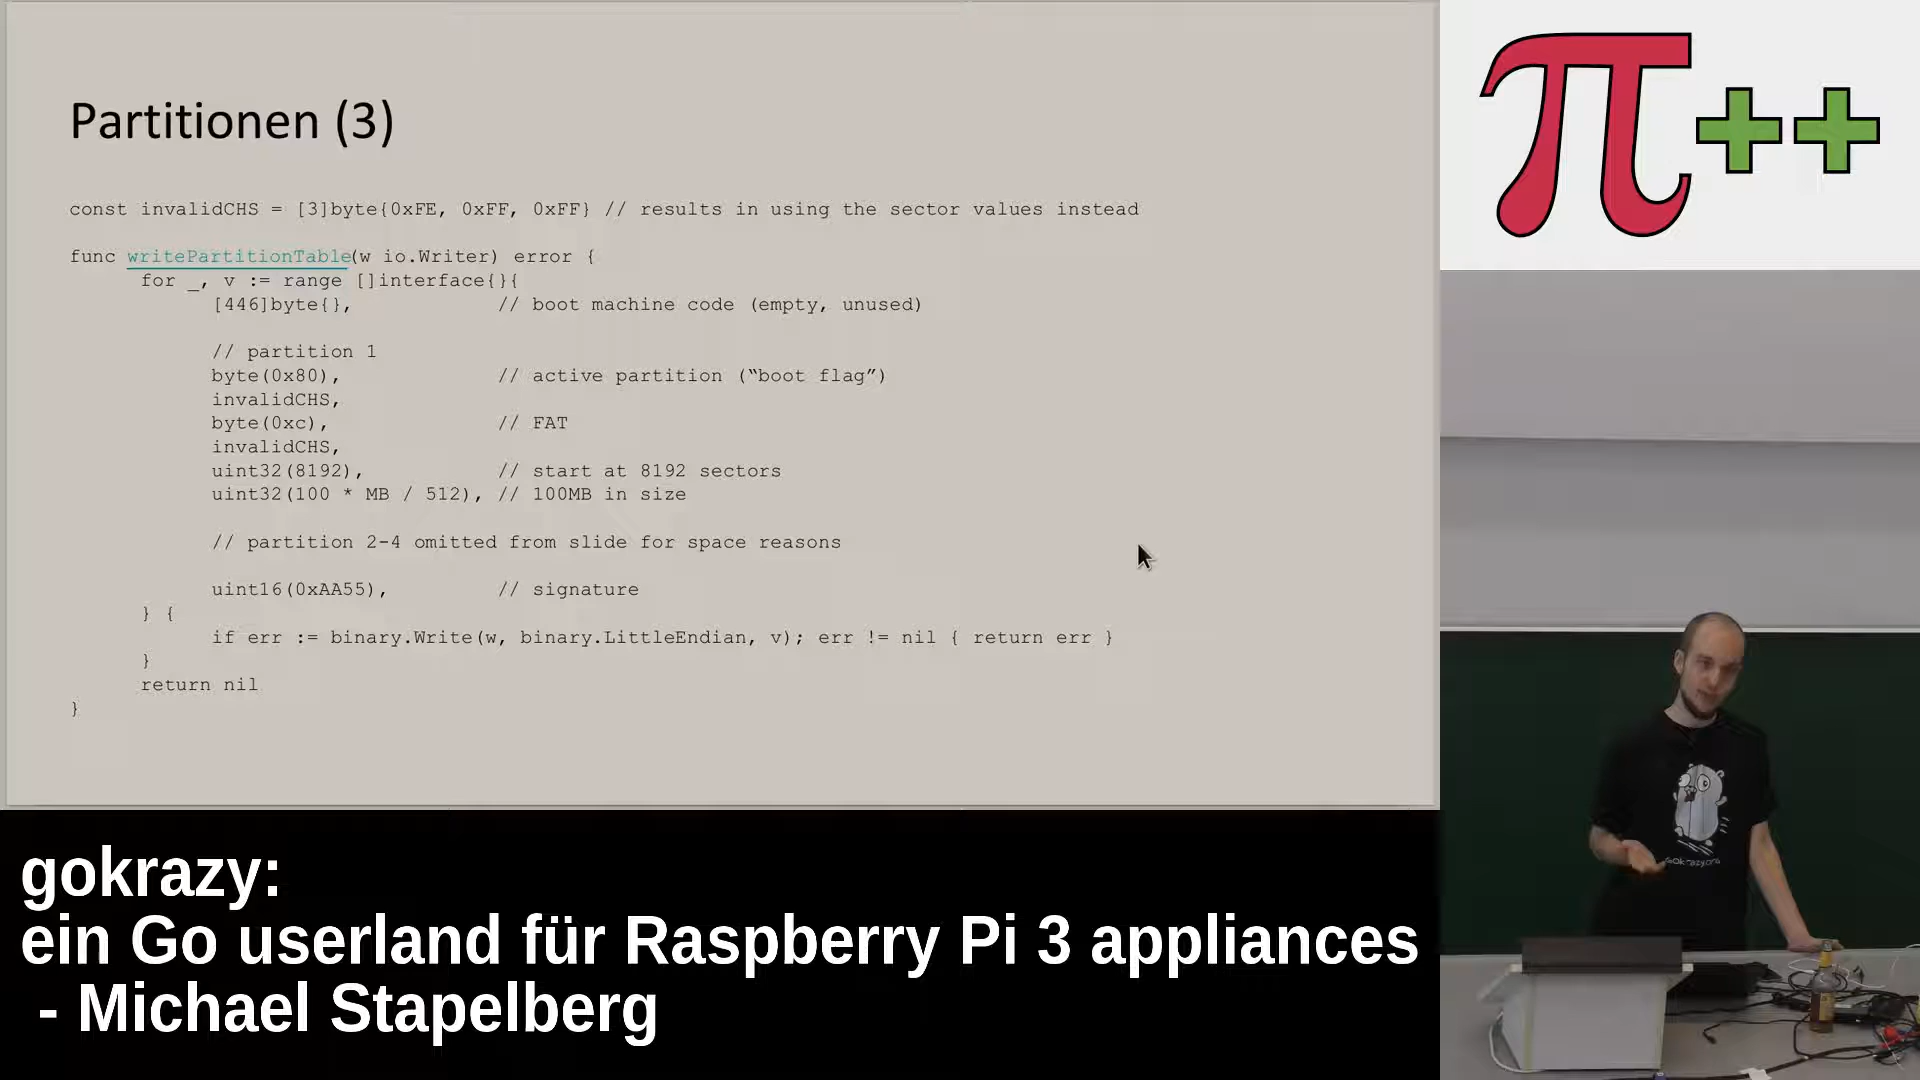 Partitionen (3)
const invalidCHS = [3]byte{0xFE, 0xFF, 0xFF} // results in using the sector values instead
func writePartitionTable(w io.Writer) error {
for _, v := range []interface{}{
[446]byte{}, // boot machine code (empty, unused)
// partition 1
byte(0x80), // active partition (“boot flag”)
invalidCHS,
byte(0xc), // FAT
invalidCHS,
uint32(8192), // start at 8192 sectors
uint32(100 * MB / 512), // 100MB in size
// partition 2-4 omitted from slide for space reasons
uint16(0xAA55), // signature
} {
if err := binary.Write(w, binary.LittleEndian, v); err != nil { return err }
}
return nil
}
π++
gokrazy:
ein Go userland für Raspberry Pi 3 appliances
- Michael Stapelberg
gokrazy.org